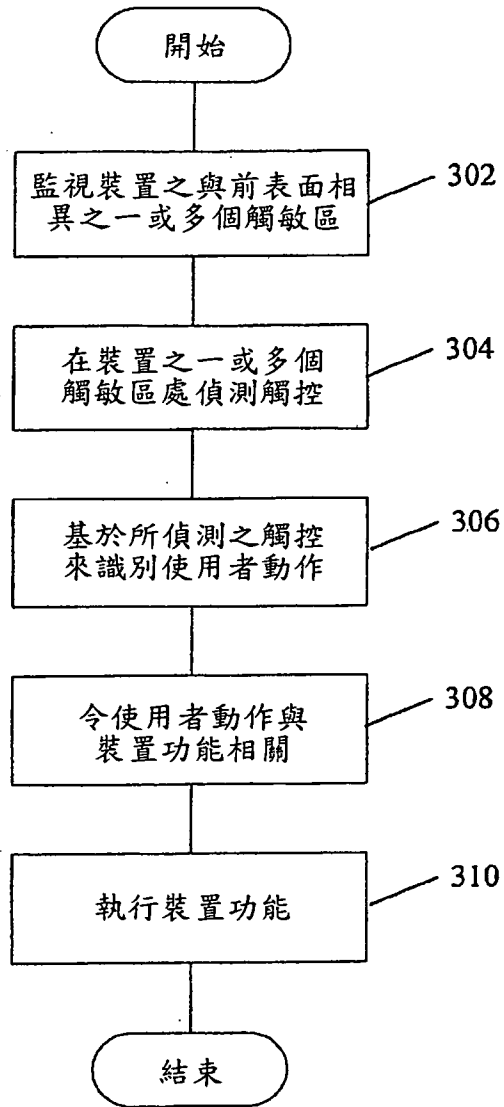 開始
監視裝置之與前表面相
異之一或多個觸敏區
302
在裝置之一或多個
觸敏區處偵測觸控
304
基於所偵測之觸控
來識別使用者動作
306
令使用者動作與
裝置功能相關
308
執行裝置功能
310
結束